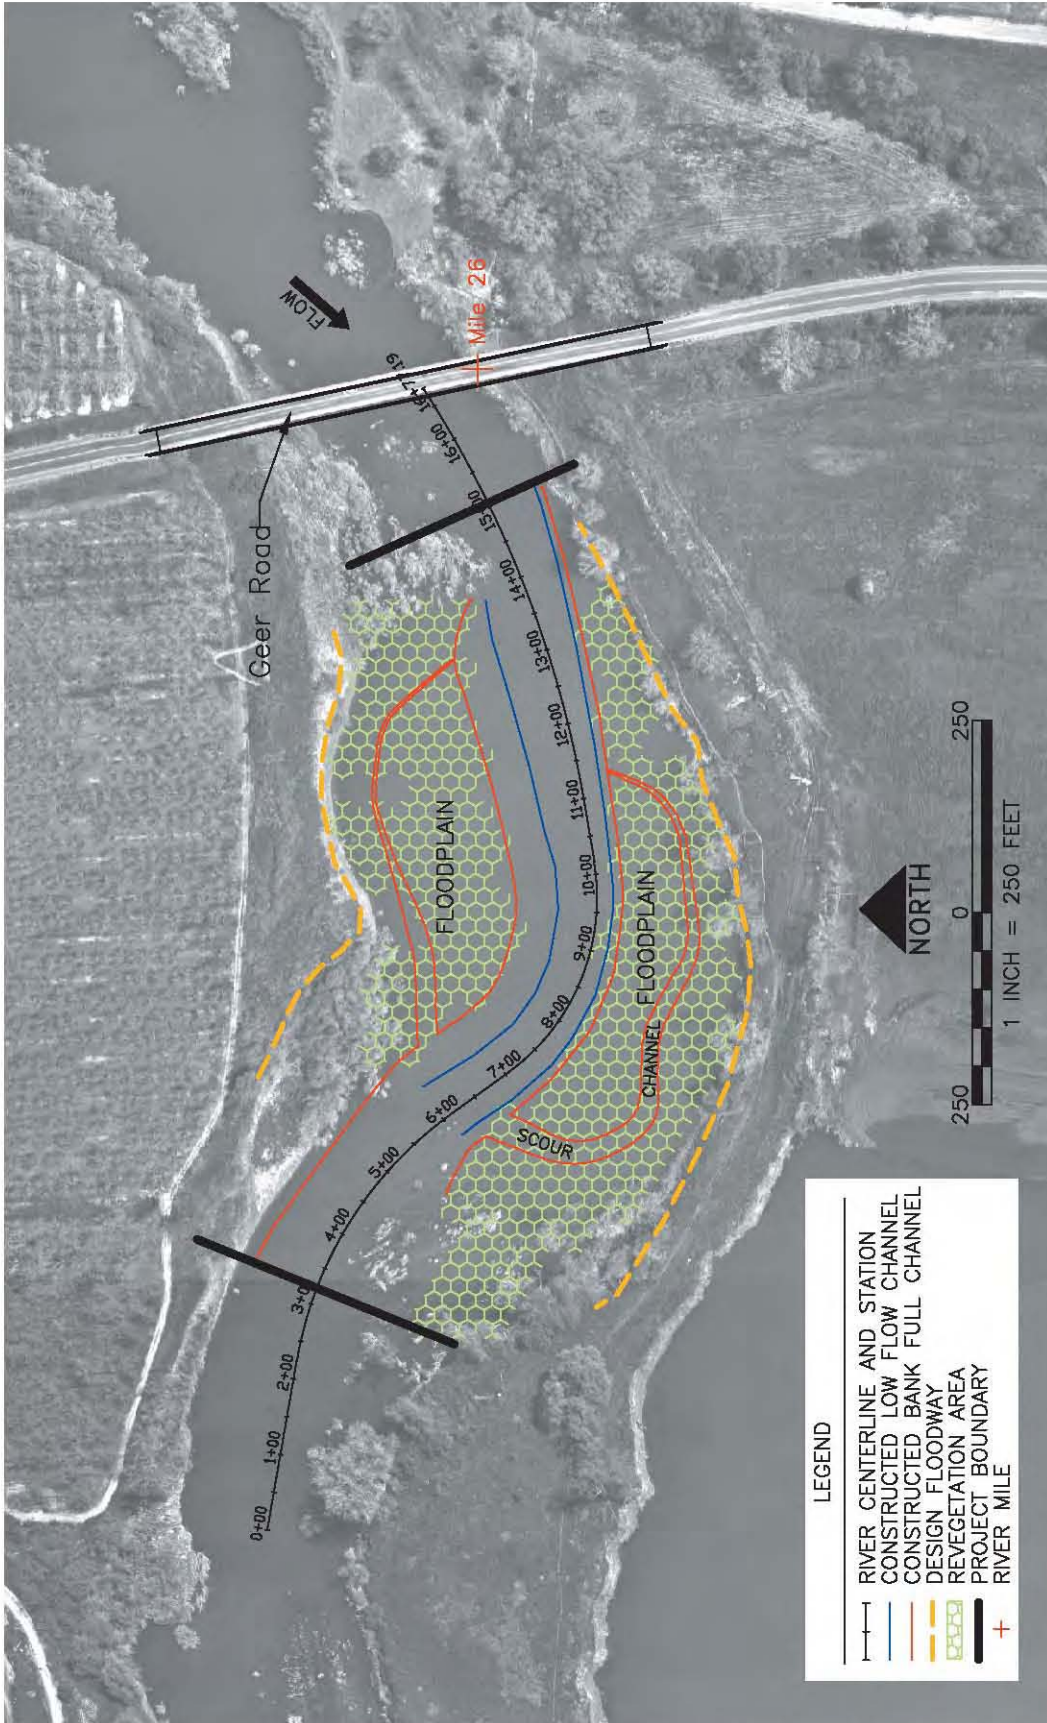 Geer Road
FLOW
Mile 26
16+77.19
16+00
15+00
14+00
13+00
12+00
11+00
10+00
9+00
8+00
7+00
6+00
5+00
4+00
3+0
2+00
1+00
0+00
FLOODPLAIN
FLOODPLAIN
SCOUR CHANNEL
NORTH
250 0 250
1 INCH = 250 FEET
LEGEND
RIVER CENTERLINE AND STATION
CONSTRUCTED LOW FLOW CHANNEL
CONSTRUCTED BANK FULL CHANNEL
DESIGN FLOODWAY
REVEGETATION AREA
PROJECT BOUNDARY
RIVER MILE